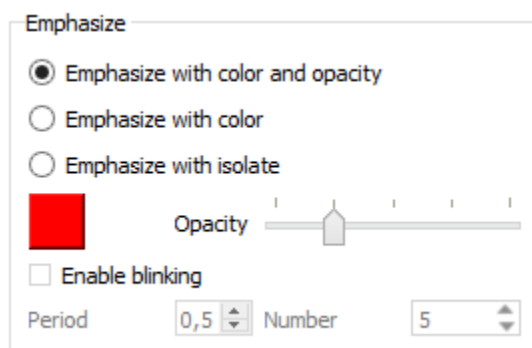 Emphasize
Emphasize with color and opacity
Emphasize with color
Emphasize with isolate
Opacity
Enable blinking
Period 0,5 Number 5